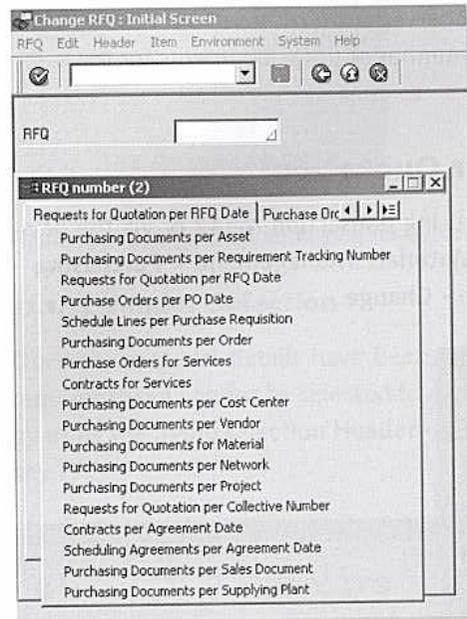 Change RFQ : Initial Screen
RFQ Edit Header Item Environment System Help
RFQ
RFQ number (2)
Requests for Quotation per RFQ Date Purchase Orc
Purchasing Documents per Asset
Purchasing Documents per Requirement Tracking Number
Requests for Quotation per RFQ Date
Purchase Orders per PO Date
Schedule Lines per Purchase Requisition
Purchasing Documents per Order
Purchase Orders for Services
Contracts for Services
Purchasing Documents per Cost Center
Purchasing Documents per Vendor
Purchasing Documents for Material
Purchasing Documents per Network
Purchasing Documents per Project
Requests for Quotation per Collective Number
Contracts per Agreement Date
Scheduling Agreements per Agreement Date
Purchasing Documents per Sales Document
Purchasing Documents per Supplying Plant